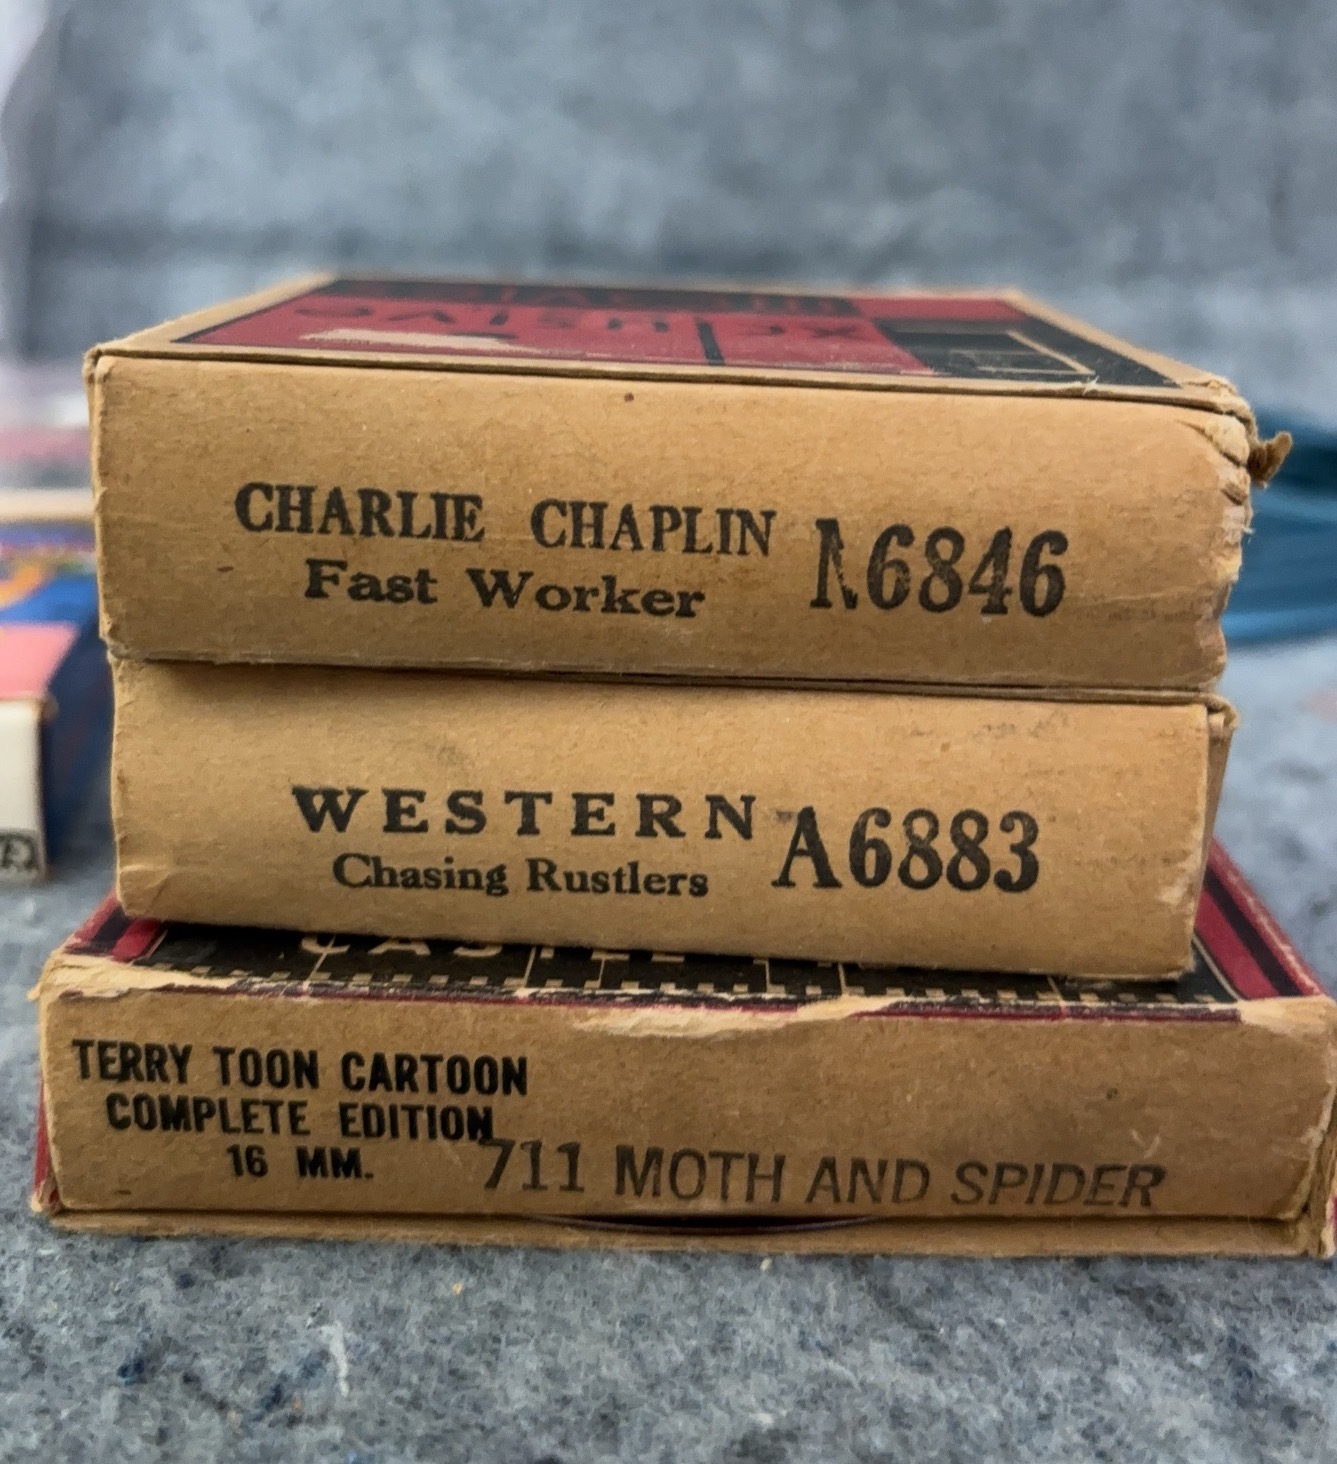 CHARLIE CHAPLIN
Fast Worker
A6846
WESTERN
Chasing Rustlers
A6883
TERRY TOON CARTOON
COMPLETE EDITION
16 MM.
711 MOTH AND SPIDER